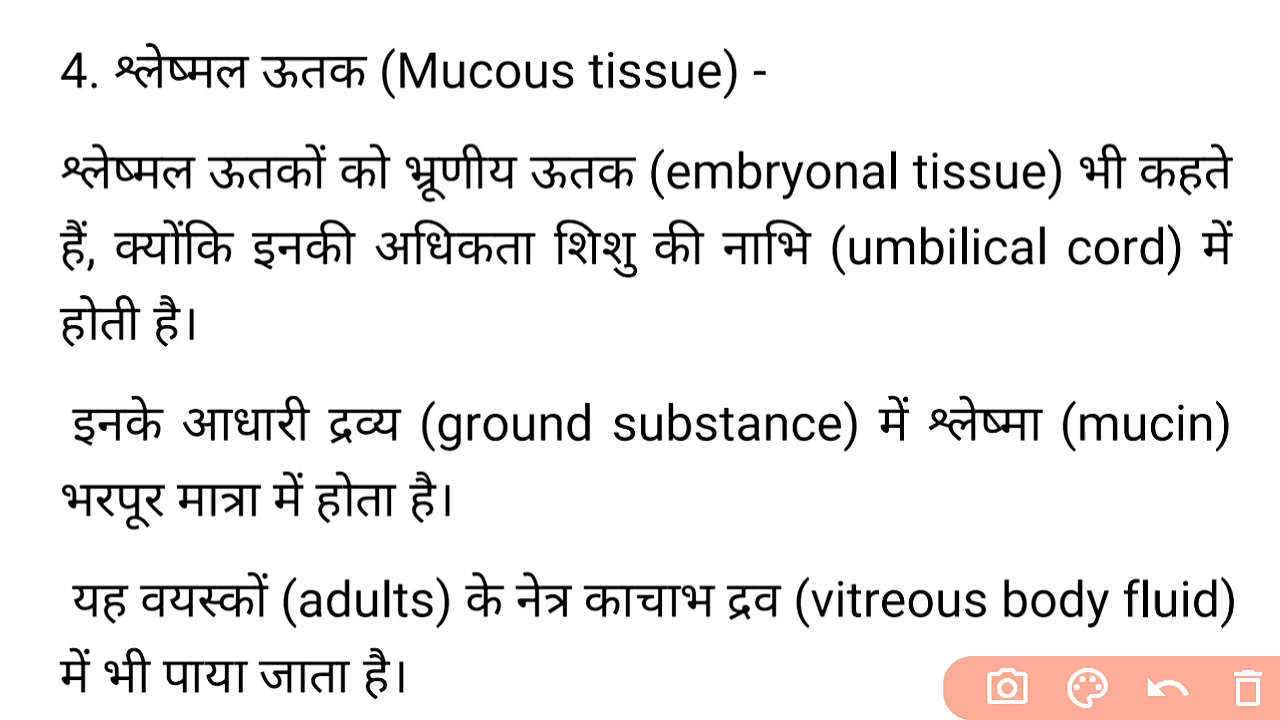 4. श्लेष्मल ऊतक (Mucous tissue) -
श्लेष्मल ऊतकों को भ्रूणीय ऊतक (embryonal tissue) भी कहते
हैं, क्योंकि इनकी अधिकता शिशु की नाभि (umbilical cord) में
होती है।
इनके आधारी द्रव्य (ground substance) में श्लेष्मा (mucin)
भरपूर मात्रा में होता है।
यह वयस्कों (adults) के नेत्र काचाभ द्रव (vitreous body fluid)
में भी पाया जाता है।